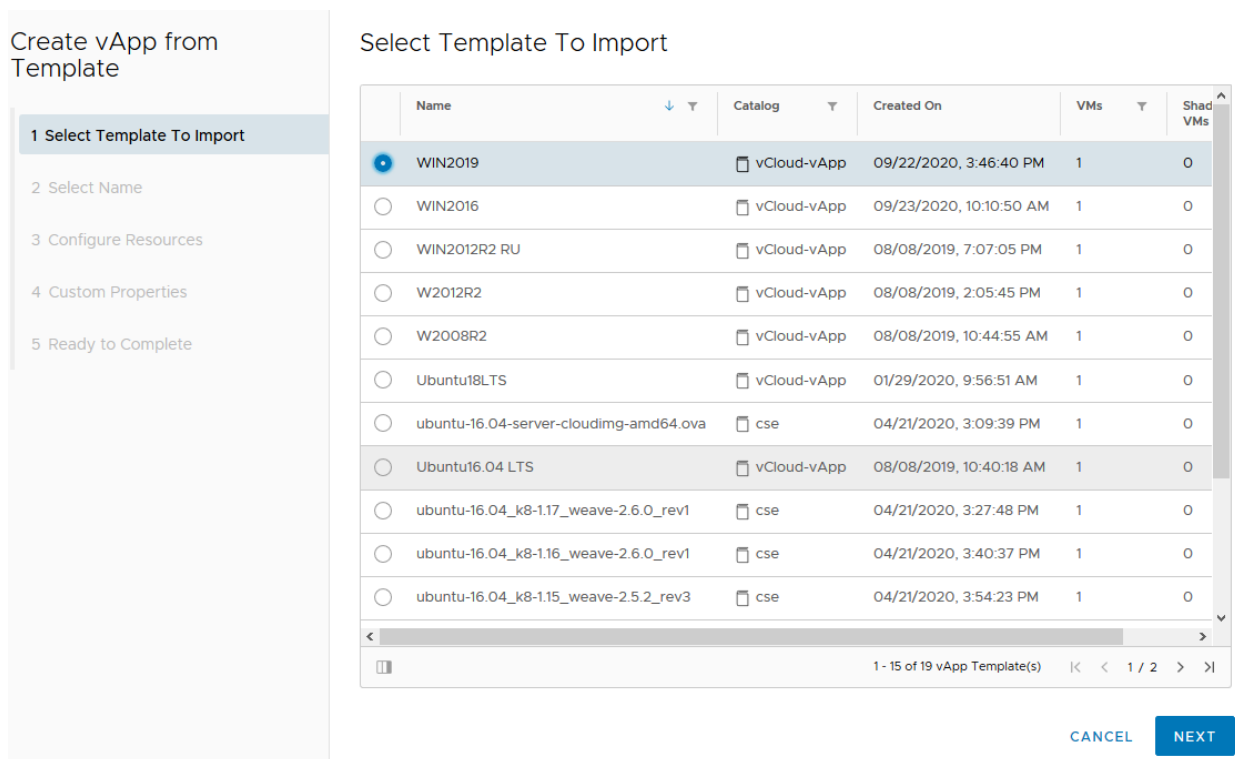 Create vApp from
Template
1 Select Template To Import
2 Select Name
3 Configure Resources
4 Custom Properties
5 Ready to Complete
Select Template To Import
Name Catalog Created On VMs Shad
VMs
WIN2019 vCloud-vApp 09/22/2020, 3:46:40 PM 1 0
WIN2016 vCloud-vApp 09/23/2020, 10:10:50 AM 1 0
WIN2012R2 RU vCloud-vApp 08/08/2019, 7:07:05 PM 1 0
W2012R2 vCloud-vApp 08/08/2019, 2:05:45 PM 1 0
W2008R2 vCloud-vApp 08/08/2019, 10:44:55 AM 1 0
Ubuntu18LTS vCloud-vApp 01/29/2020, 9:56:51 AM 1 0
ubuntu-16.04-server-cloudimg-amd64.ova cse 04/21/2020, 3:09:39 PM 1 0
Ubuntu16.04 LTS vCloud-vApp 08/08/2019, 10:40:18 AM 1 0
ubuntu-16.04_k8-1.17_weave-2.6.0_rev1 cse 04/21/2020, 3:27:48 PM 1 0
ubuntu-16.04_k8-1.16_weave-2.6.0_rev1 cse 04/21/2020, 3:40:37 PM 1 0
ubuntu-16.04_k8-1.15_weave-2.5.2_rev3 cse 04/21/2020, 3:54:23 PM 1 0
1 - 15 of 19 vApp Template(s) 1 / 2
CANCEL NEXT